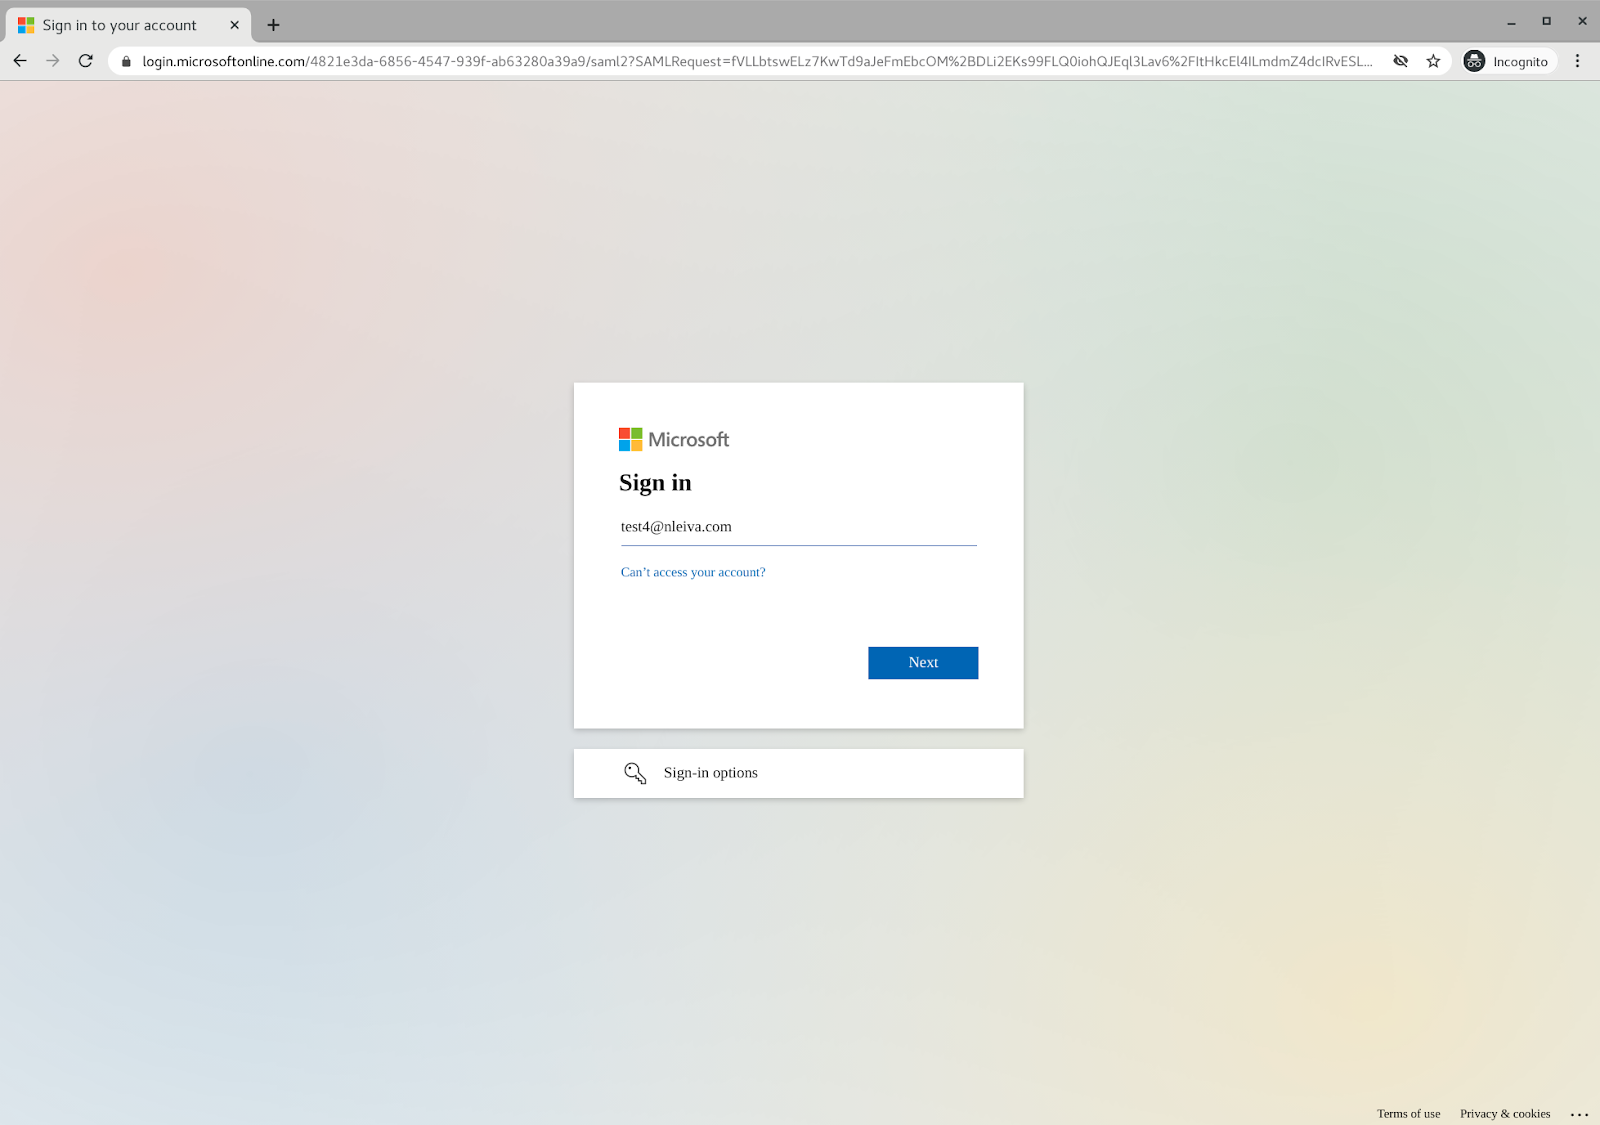 Sign in to your account
login.microsoftonline.com/4821e3da-6856-4547-939f-ab63280a39a9/saml2?SAMLRequest=fVLLbtswELz7KwTd9aJeFmEbcOM%2BDLi2EKs99FLQ0iohQJEql3Lav6%2FItHkcEl4ILmdmZ4dclRvESL...
Incognito
Microsoft
Sign in
test4@nleiva.com
Can’t access your account?
Next
Sign-in options
Terms of use
Privacy & cookies